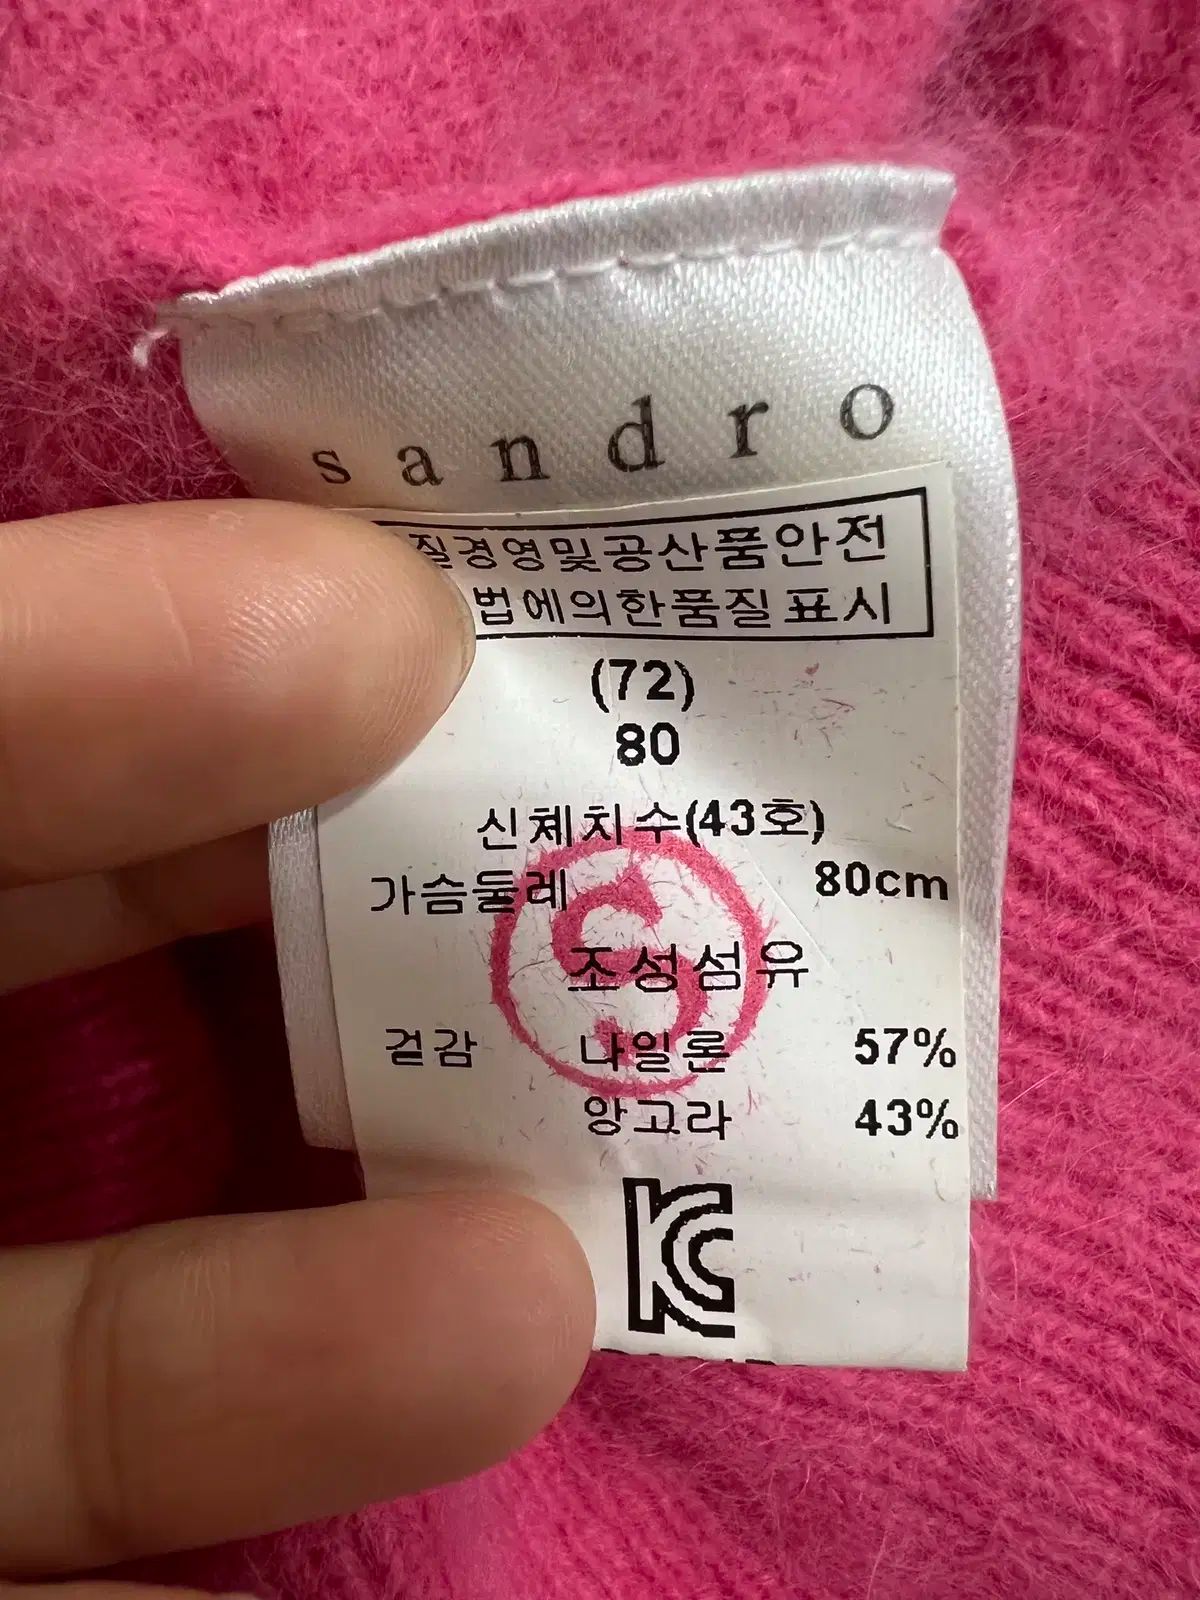 sandro
질경영및공산품안전
법에의한품질표시
(72)
80
신체치수(43호)
가슴둘레 80cm
S
조성섬유
겉감 나일론 57%
앙고라 43%
KC